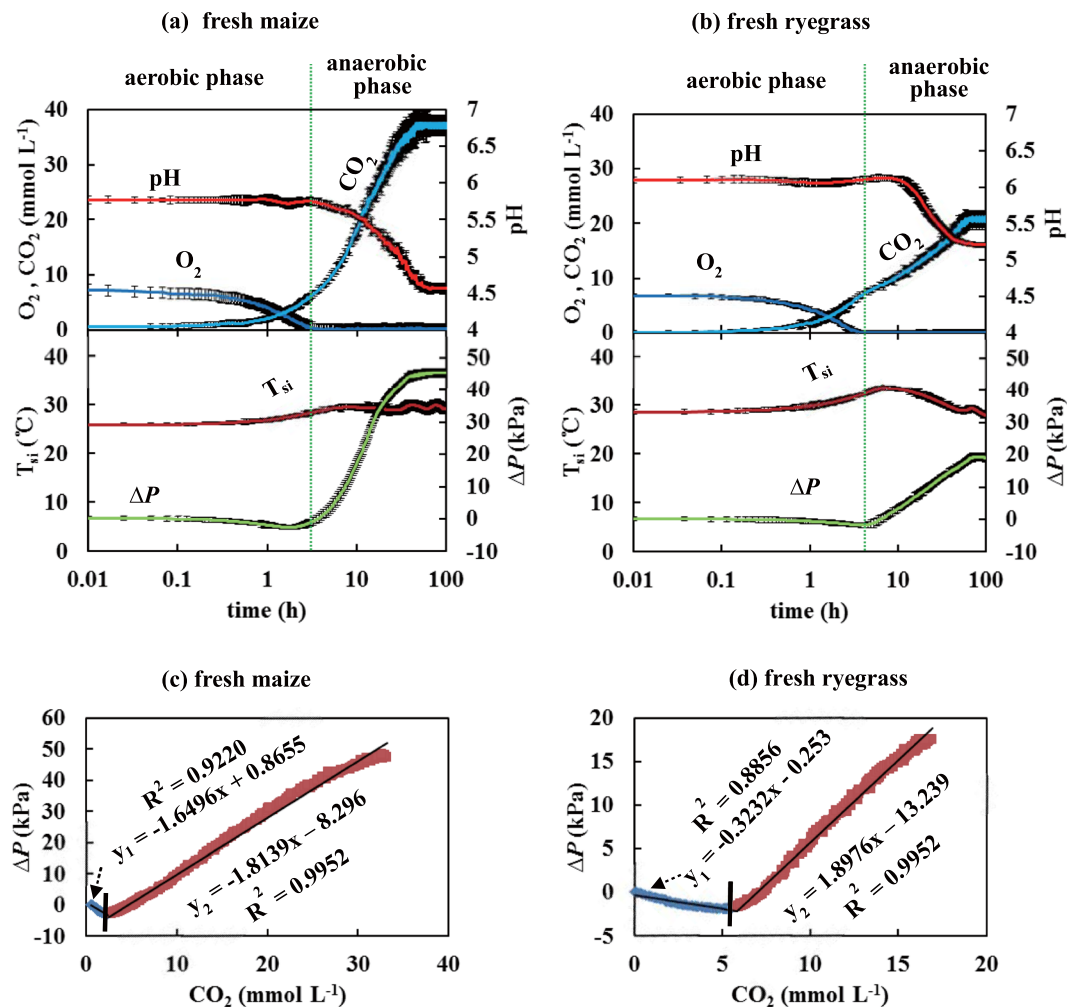 (a) fresh maize
(b) fresh ryegrass
aerobic phase
anaerobic
phase
aerobic phase
anaerobic
phase
40
30
20
10
0
O₂ , CO₂ (mmol L⁻¹)
pH
O₂
CO₂
7
6.5
6
5.5
5
4.5
4
pH
40
30
20
10
0
O₂ , CO₂ (mmol L⁻¹)
pH
O₂
CO₂
7
6.5
6
5.5
5
4.5
4
pH
40
30
20
10
0
Tsi (℃)
Tsi
ΔP
50
40
30
20
10
0
-10
ΔP (kPa)
0.01 0.1 1 10 100
time (h)
40
30
20
10
0
Tsi (℃)
Tsi
ΔP
50
40
30
20
10
0
-10
ΔP (kPa)
0.01 0.1 1 10 100
time (h)
(c) fresh maize
60
50
40
30
20
10
0
-10
ΔP (kPa)
R² = 0.9220
y₁ = -1.6496x + 0.8655
y₂ = -1.8139x – 8.296
R² = 0.9952
0 10 20 30 40
CO₂ (mmol L⁻¹)
(d) fresh ryegrass
20
15
10
5
0
-5
ΔP (kPa)
R² = 0.8856
y₁ = -0.3232x - 0.253
y₂ = 1.8976x – 13.239
R² = 0.9952
0 5 10 15 20
CO₂ (mmol L⁻¹)